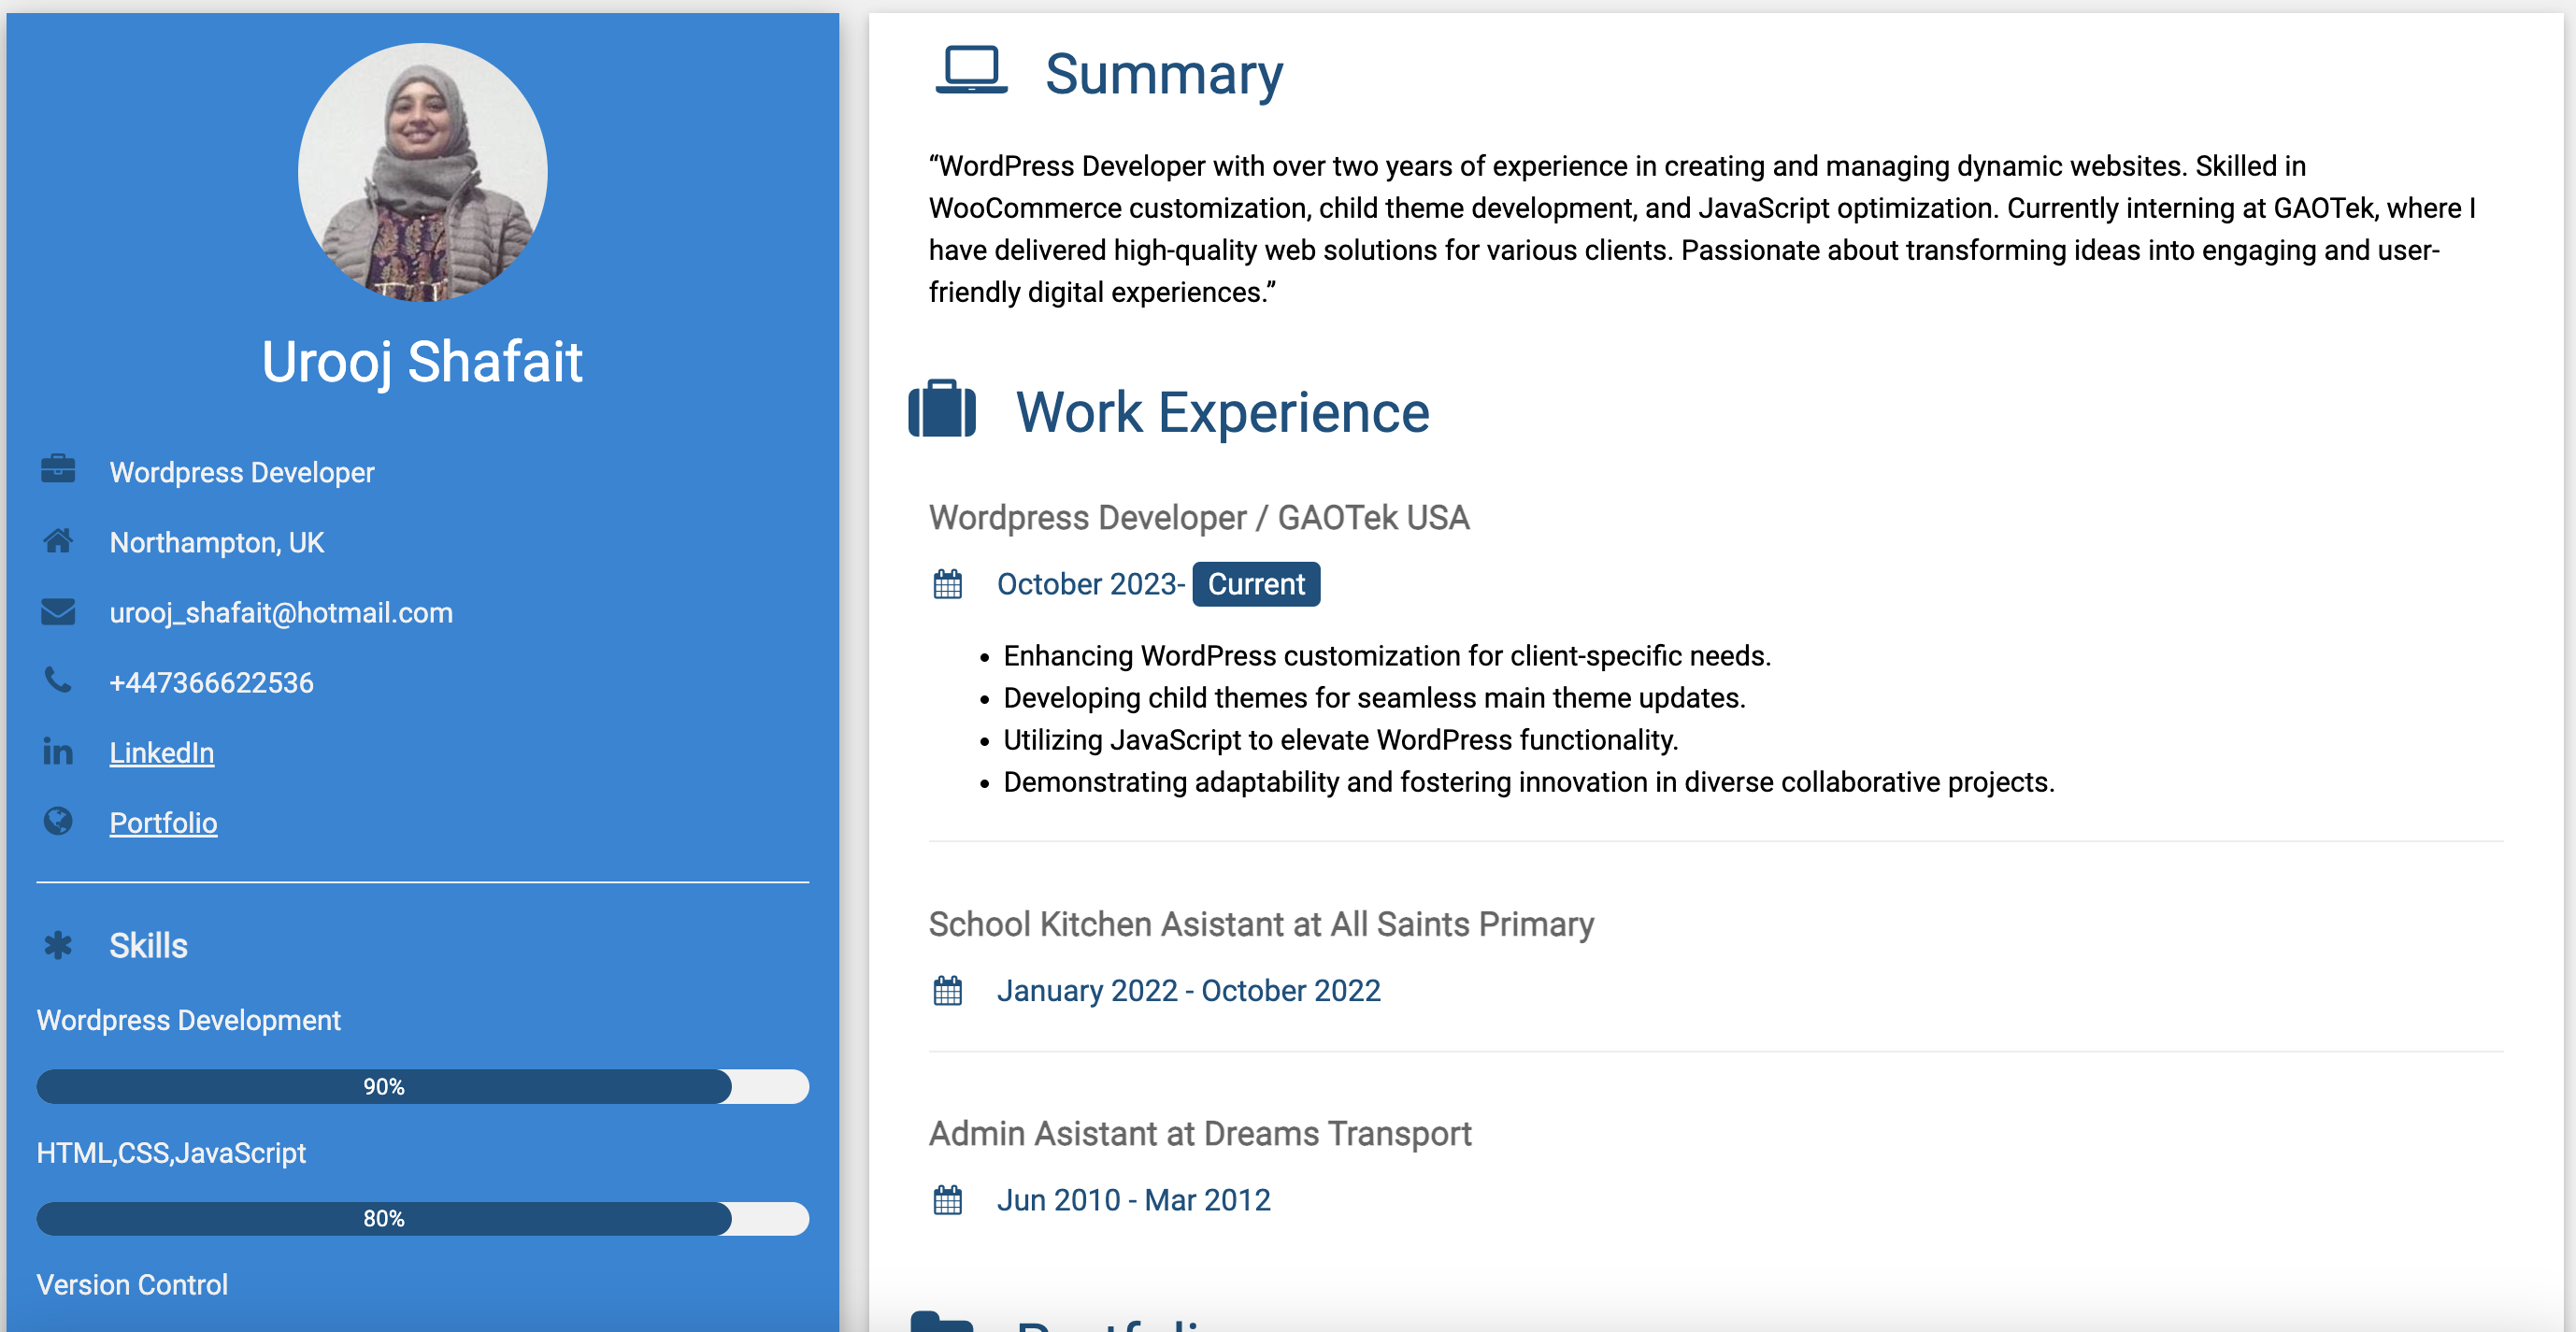 Urooj Shafait
Wordpress Developer
Northampton, UK
urooj_shafait@hotmail.com
+447366622536
LinkedIn
Portfolio
Skills
Wordpress Development
90%
HTML,CSS,JavaScript
80%
Version Control
Summary
“WordPress Developer with over two years of experience in creating and managing dynamic websites. Skilled in
WooCommerce customization, child theme development, and JavaScript optimization. Currently interning at GAOTek, where I
have delivered high-quality web solutions for various clients. Passionate about transforming ideas into engaging and user-
friendly digital experiences.”
Work Experience
Wordpress Developer / GAOTek USA
October 2023- Current
• Enhancing WordPress customization for client-specific needs.
• Developing child themes for seamless main theme updates.
• Utilizing JavaScript to elevate WordPress functionality.
• Demonstrating adaptability and fostering innovation in diverse collaborative projects.
School Kitchen Asistant at All Saints Primary
January 2022 - October 2022
Admin Asistant at Dreams Transport
Jun 2010 - Mar 2012
Portfolio